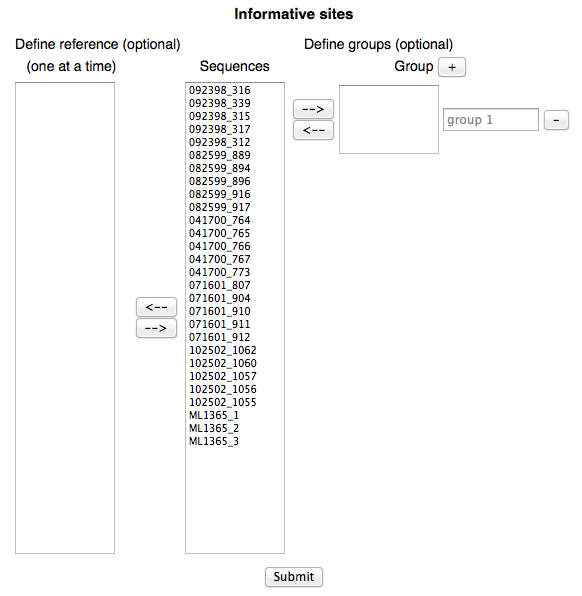 Informative sites
Define reference (optional)
Define groups (optional)
(one at a time)
Sequences
Group +
092398_316
092398_339
092398_315
092398_317
092398_312
082599_889
082599_894
082599_896
082599_916
082599_917
041700_764
041700_765
041700_766
041700_767
041700_773
071601_807
071601_904
071601_910
071601_911
071601_912
102502_1062
102502_1060
102502_1057
102502_1056
102502_1055
ML1365_1
ML1365_2
ML1365_3
<--
-->
-->
<--
group 1
-
Submit